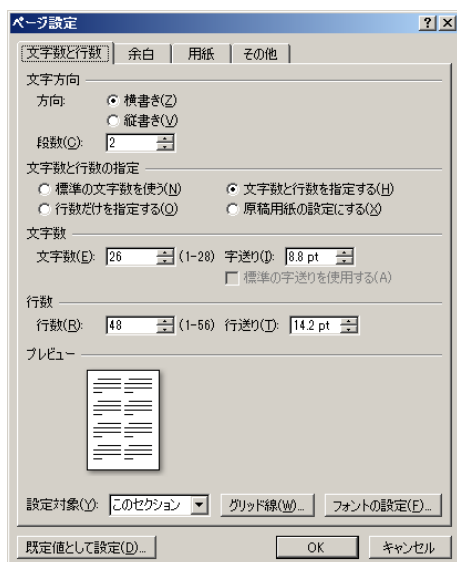 ページ設定
文字数と行数 余白 用紙 その他
文字方向
方向: 横書き(Z)
縦書き(V)
段数(C): 2
文字数と行数の指定
標準の文字数を使う(N) 文字数と行数を指定する(H)
行数だけを指定する(O) 原稿用紙の設定にする(X)
文字数
文字数(E): 26 (1-28) 字送り(I): 8.8 pt
標準の字送りを使用する(A)
行数
行数(R): 48 (1-56) 行送り(T): 14.2 pt
プレビュー
設定対象(Y): このセクション グリッド線(W)... フォントの設定(F)...
既定値として設定(D)... OK キャンセル